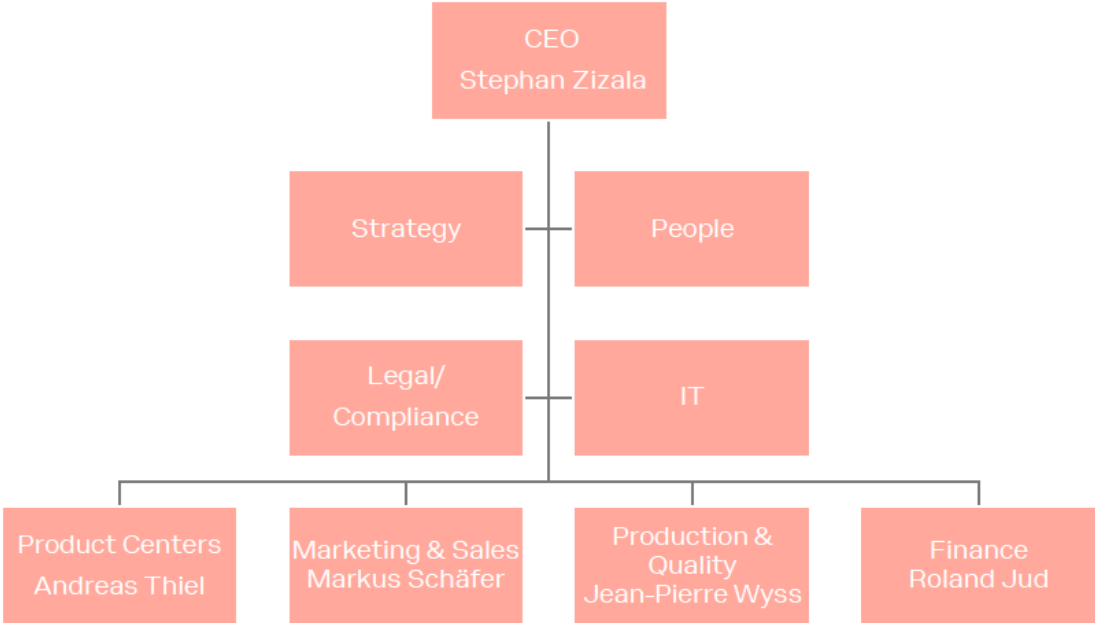 CEO
Stephan Zizala
Strategy
People
Legal/
Compliance
IT
Product Centers
Andreas Thiel
Marketing & Sales
Markus Schäfer
Production &
Quality
Jean-Pierre Wyss
Finance
Roland Jud